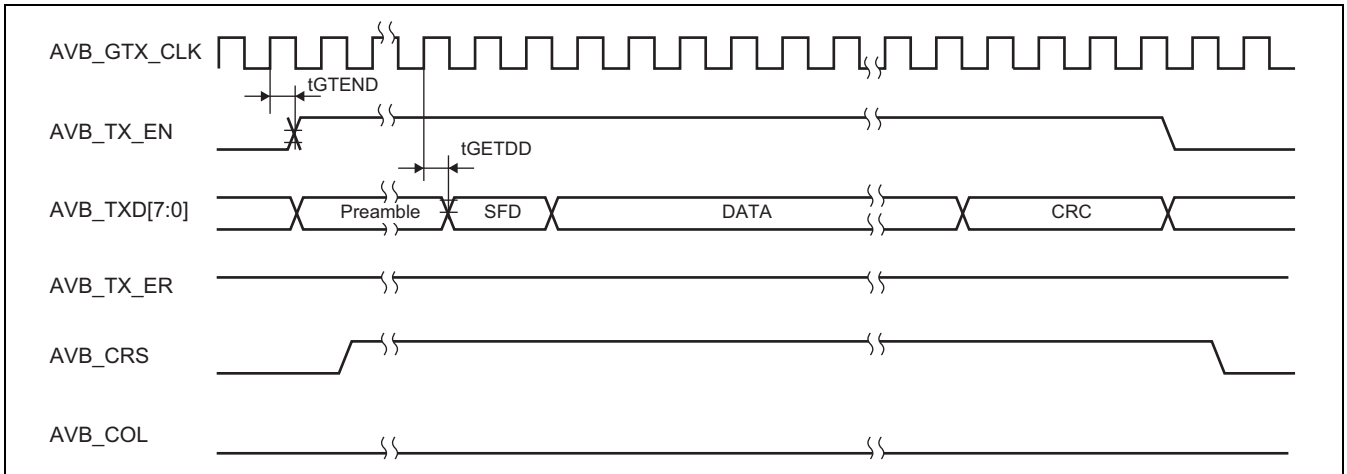 AVB_GTX_CLK
tGTEND
AVB_TX_EN
tGETDD
AVB_TXD[7:0] Preamble SFD DATA CRC
AVB_TX_ER
AVB_CRS
AVB_COL